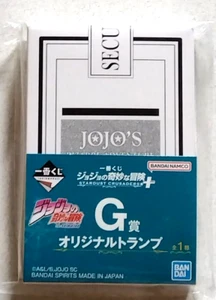 SECU
JOJO'S
一番くじ
一番くじ
ジョジョの奇妙な冒険
STARDUST CRUSADERS
BANDAI NAMCO
ジョジョの奇妙な冒険
G賞
オリジナルトランプ
全1種
BANDAI SPIRITS MADE IN JAPAN
BANDAI